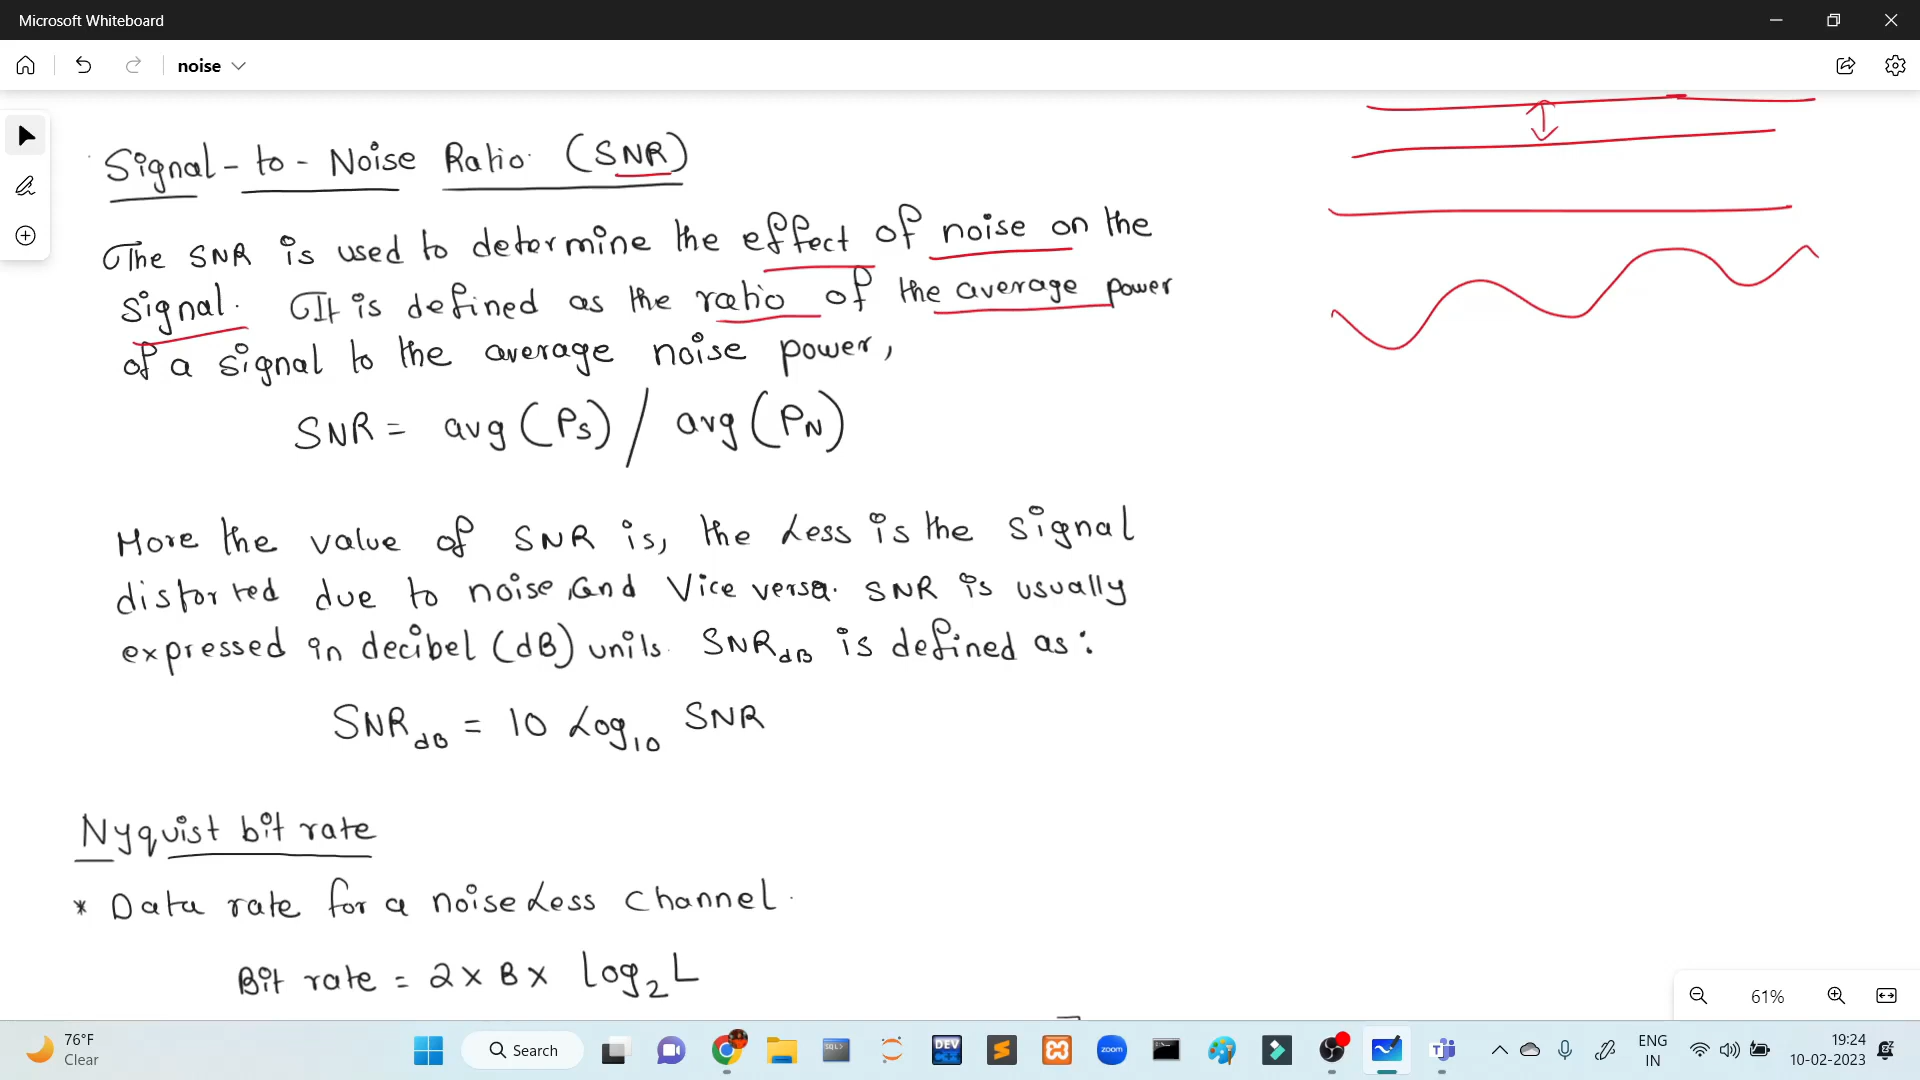 Microsoft Whiteboard
noise
Signal-to-Noise Ratio (SNR)
The SNR is used to determine the effect of noise on the
signal. It is defined as the ratio of the average power
of a signal to the average noise power,
SNR = avg (PS) / avg (PN)
More the value of SNR is, the Less is the signal
distorted due to noise, and Vice versa. SNR is usually
expressed in decibel (dB) units. SNRdB is defined as:
SNRdB = 10 Log10 SNR
Nyquist bit rate
* Data rate for a noiseLess channel.
Bit rate = 2 x B x log2 L
61%
76°F
Clear
Search
SQL>
DEV
C++
zoom
ENG
IN
19:24
10-02-2023